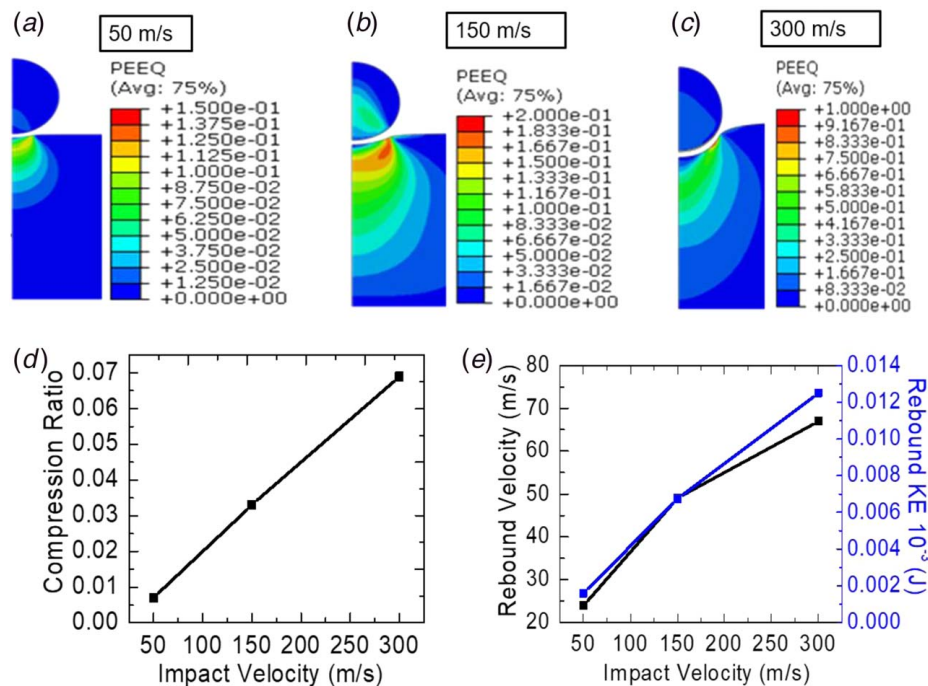 (a)
50 m/s
PEEQ
(Avg: 75%)
+1.500e-01
+1.375e-01
+1.250e-01
+1.125e-01
+1.000e-01
+8.750e-02
+7.500e-02
+6.250e-02
+5.000e-02
+3.750e-02
+2.500e-02
+1.250e-02
+0.000e+00
(b)
150 m/s
PEEQ
(Avg: 75%)
+2.000e-01
+1.833e-01
+1.667e-01
+1.500e-01
+1.333e-01
+1.167e-01
+1.000e-01
+8.333e-02
+6.667e-02
+5.000e-02
+3.333e-02
+1.667e-02
+0.000e+00
(c)
300 m/s
PEEQ
(Avg: 75%)
+1.000e+00
+9.167e-01
+8.333e-01
+7.500e-01
+6.667e-01
+5.833e-01
+5.000e-01
+4.167e-01
+3.333e-01
+2.500e-01
+1.667e-01
+8.333e-02
+0.000e+00
(d)
Compression Ratio
0.07
0.06
0.05
0.04
0.03
0.02
0.01
0.00
50 100 150 200 250 300
Impact Velocity (m/s)
(e)
Rebound Velocity (m/s)
80
70
60
50
40
30
20
50 100 150 200 250 300
Impact Velocity (m/s)
0.014
0.012
0.010
0.008
0.006
0.004
0.002
0.000
Rebound KE 10⁻³ (J)